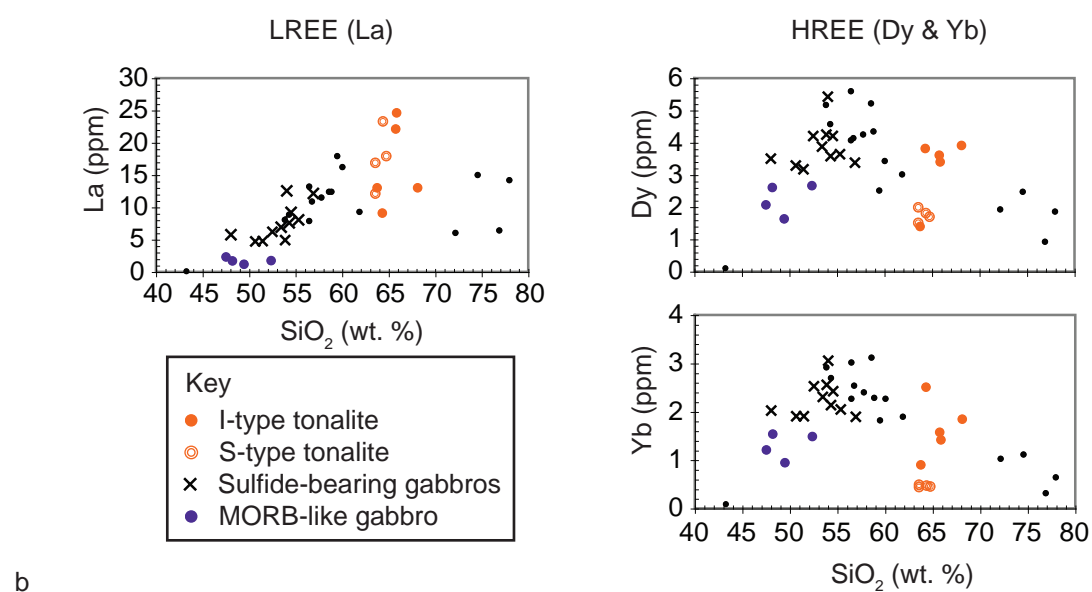 LREE (La)
30
25
20
15
10
5
0
La (ppm)
40 45 50 55 60 65 70 75 80
SiO2 (wt. %)
Key
I-type tonalite
S-type tonalite
Sulfide-bearing gabbros
MORB-like gabbro
HREE (Dy & Yb)
6
5
4
3
2
1
0
Dy (ppm)
4
3
2
1
0
Yb (ppm)
40 45 50 55 60 65 70 75 80
SiO2 (wt. %)
b